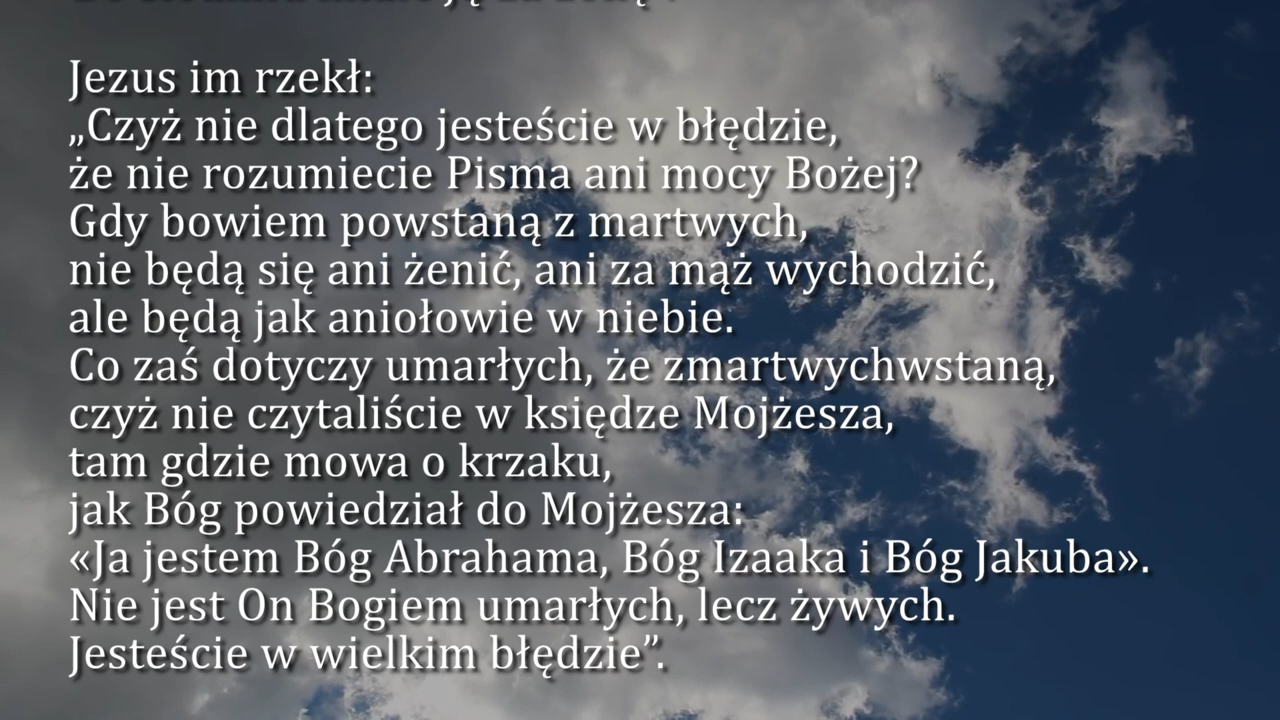 Jezus im rzekł:
„Czyż nie dlatego jesteście w błędzie,
że nie rozumiecie Pisma ani mocy Bożej?
Gdy bowiem powstaną z martwych,
nie będą się ani żenić, ani za mąż wychodzić,
ale będą jak aniołowie w niebie.
Co zaś dotyczy umarłych, że zmartwychwstaną,
czyż nie czytaliście w księdze Mojżesza,
tam gdzie mowa o krzaku,
jak Bóg powiedział do Mojżesza:
«Ja jestem Bóg Abrahama, Bóg Izaaka i Bóg Jakuba».
Nie jest On Bogiem umarłych, lecz żywych.
Jesteście w wielkim błędzie”.